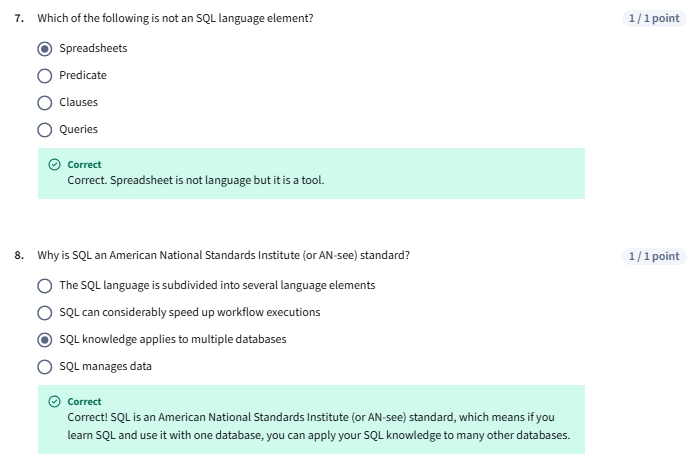 7. Which of the following is not an SQL language element? 1 / 1 point
Spreadsheets
Predicate
Clauses
Queries
Correct
Correct. Spreadsheet is not language but it is a tool.
8. Why is SQL an American National Standards Institute (or AN-see) standard? 1 / 1 point
The SQL language is subdivided into several language elements
SQL can considerably speed up workflow executions
SQL knowledge applies to multiple databases
SQL manages data
Correct
Correct! SQL is an American National Standards Institute (or AN-see) standard, which means if you
learn SQL and use it with one database, you can apply your SQL knowledge to many other databases.